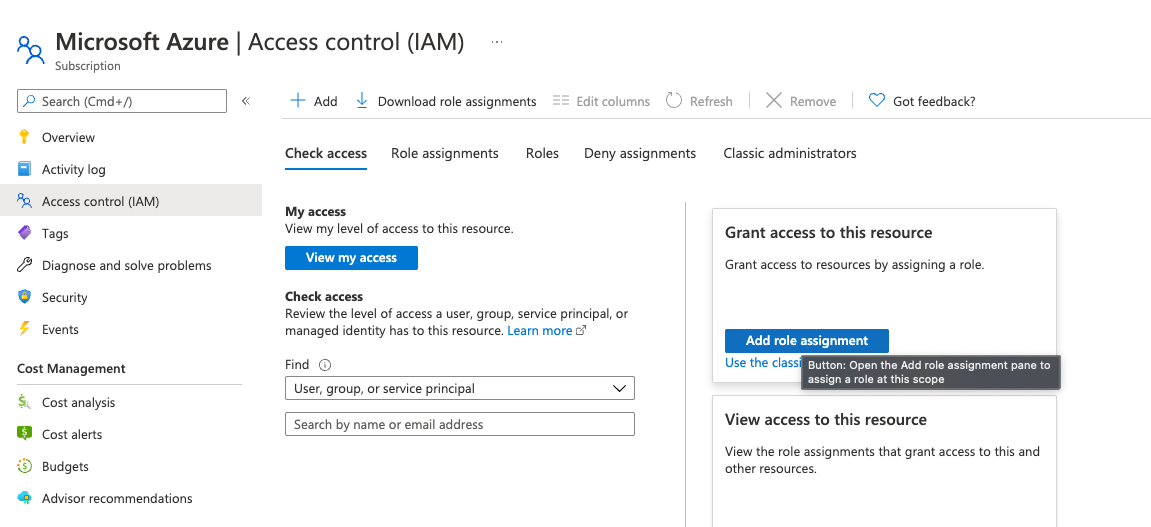 Microsoft Azure | Access control (IAM) ...
Subscription
Search (Cmd+/)
«
Overview
Activity log
Access control (IAM)
Tags
Diagnose and solve problems
Security
Events
Cost Management
Cost analysis
Cost alerts
Budgets
Advisor recommendations
Add
Download role assignments
Edit columns
Refresh
Remove
Got feedback?
Check access
Role assignments
Roles
Deny assignments
Classic administrators
My access
View my level of access to this resource.
View my access
Check access
Review the level of access a user, group, service principal, or
managed identity has to this resource. Learn more
Find
User, group, or service principal
Search by name or email address
Grant access to this resource
Grant access to resources by assigning a role.
Add role assignment
Use the classi
Button: Open the Add role assignment pane to
assign a role at this scope
View access to this resource
View the role assignments that grant access to this and
other resources.